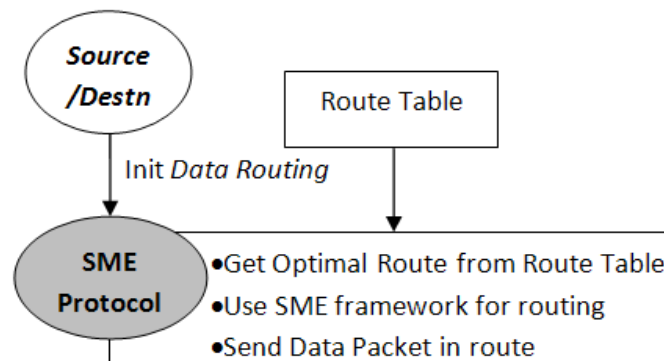 Source
/Destn
Route Table
Init Data Routing
SME
Protocol
•Get Optimal Route from Route Table
•Use SME framework for routing
•Send Data Packet in route